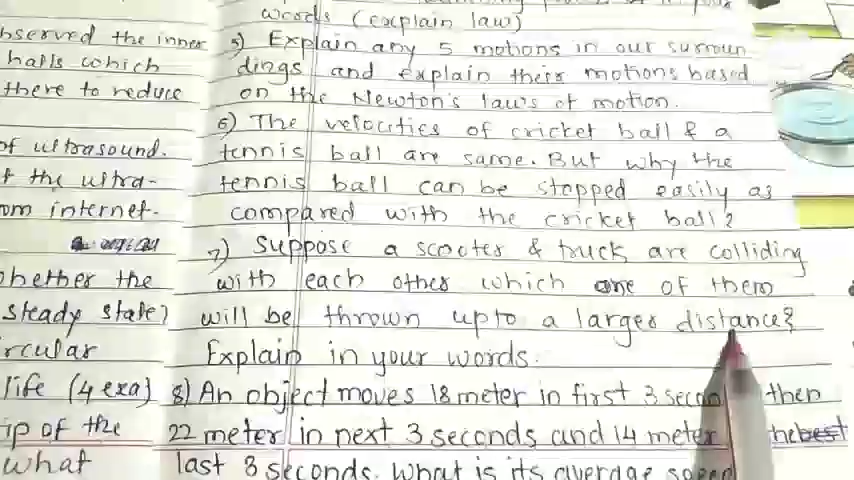 words (explain law)
bserved the inner
halls which
there to reduce
of ultrasound.
the ultra-
om internet.
whether the
steady state)
ircular
life (4 exa)
ip of the
what
5) Explain any 5 motions in our surroun
dings and explain their motions based
on the Newton's laws of motion.
6) The velocities of cricket ball & a
tennis ball are same. But why the
tennis ball can be stopped easily as
compared with the cricket ball?
7) Suppose a scooter & truck are colliding
with each other which one of them
will be thrown upto a larger distance?
Explain in your words.
8) An object moves 18 meter in first 3 secon then
22 meter in next 3 seconds and 14 meter
last 3 seconds. What is its average speed